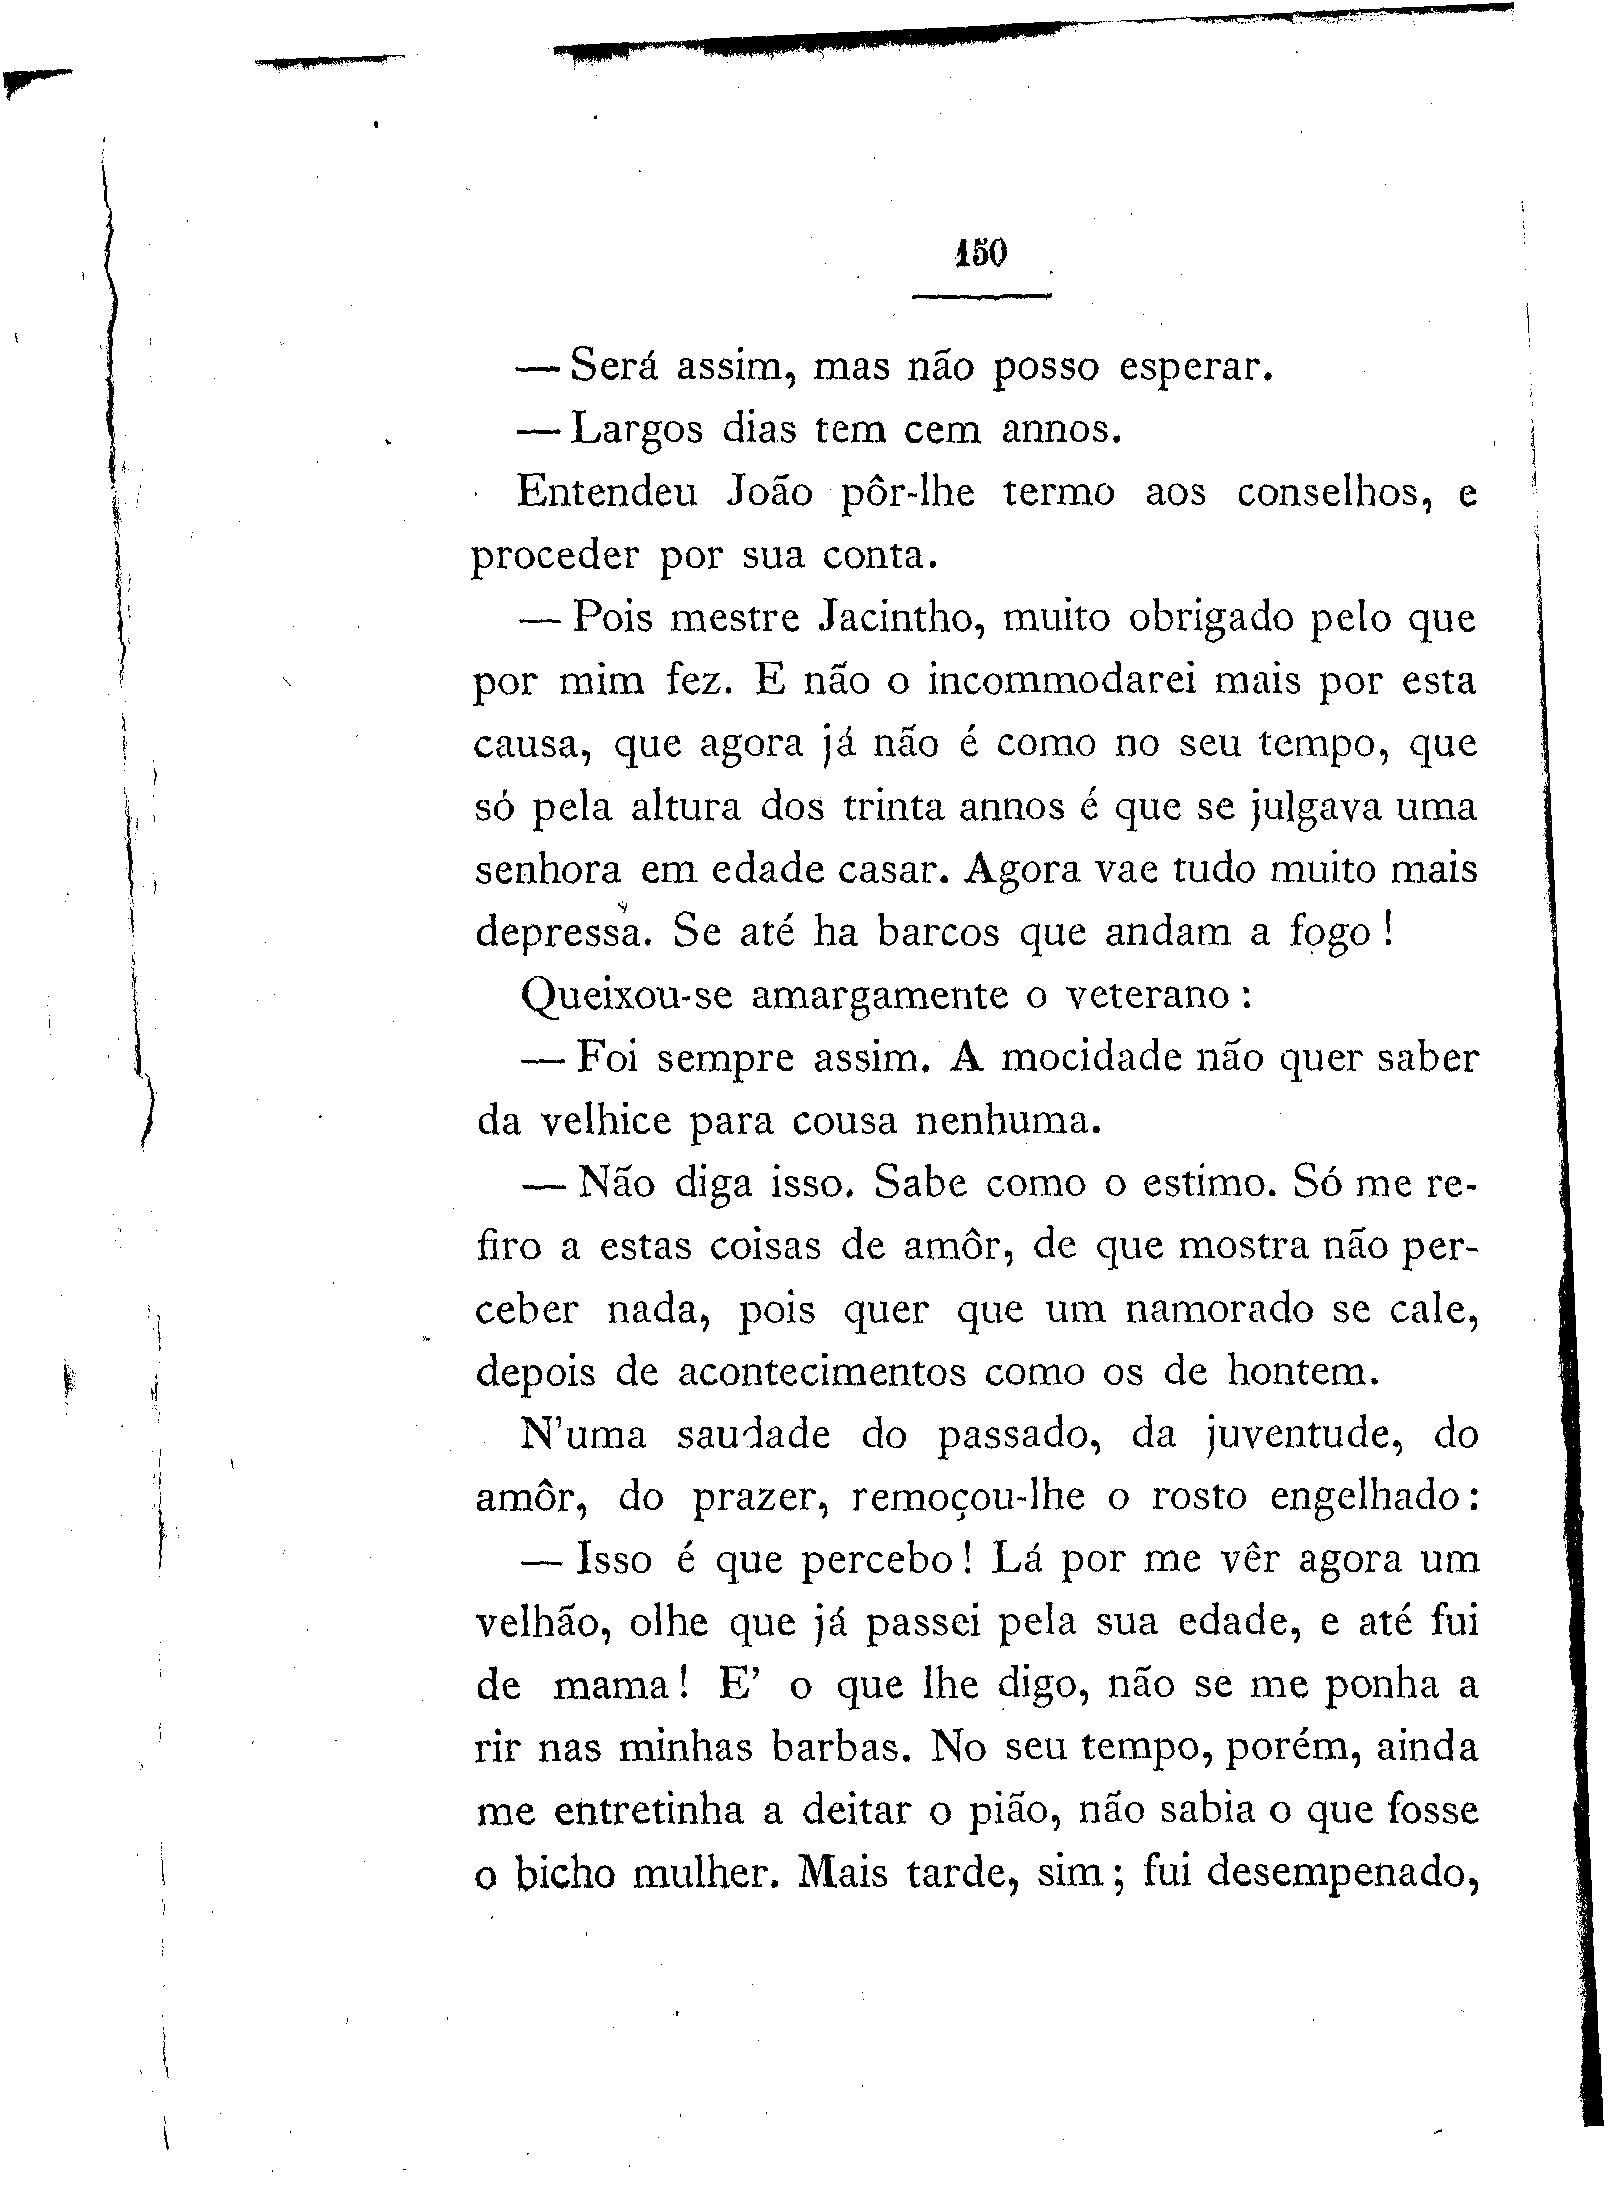 150
— Será assim, mas não posso esperar.
— Largos dias tem cem annos.
Entendeu João pôr-lhe termo aos conselhos, e
proceder por sua conta.
— Pois mestre Jacintho, muito obrigado pelo que
por mim fez. E não o incommodarei mais por esta
causa, que agora já não é como no seu tempo, que
só pela altura dos trinta annos é que se julgava uma
senhora em edade casar. Agora vae tudo muito mais
depressa. Se até ha barcos que andam a fogo !
Queixou-se amargamente o veterano :
— Foi sempre assim. A mocidade não quer saber
da velhice para cousa nenhuma.
— Não diga isso. Sabe como o estimo. Só me re-
firo a estas coisas de amôr, de que mostra não per-
ceber nada, pois quer que um namorado se cale,
depois de acontecimentos como os de hontem.
N'uma saudade do passado, da juventude, do
amôr, do prazer, remoçou-lhe o rosto engelhado:
— Isso é que percebo! Lá por me vêr agora um
velhão, olhe que já passei pela sua edade, e até fui
de mama! E' o que lhe digo, não se me ponha a
rir nas minhas barbas. No seu tempo, porém, ainda
me entretinha a deitar o pião, não sabia o que fosse
o bicho mulher. Mais tarde, sim; fui desempenado,